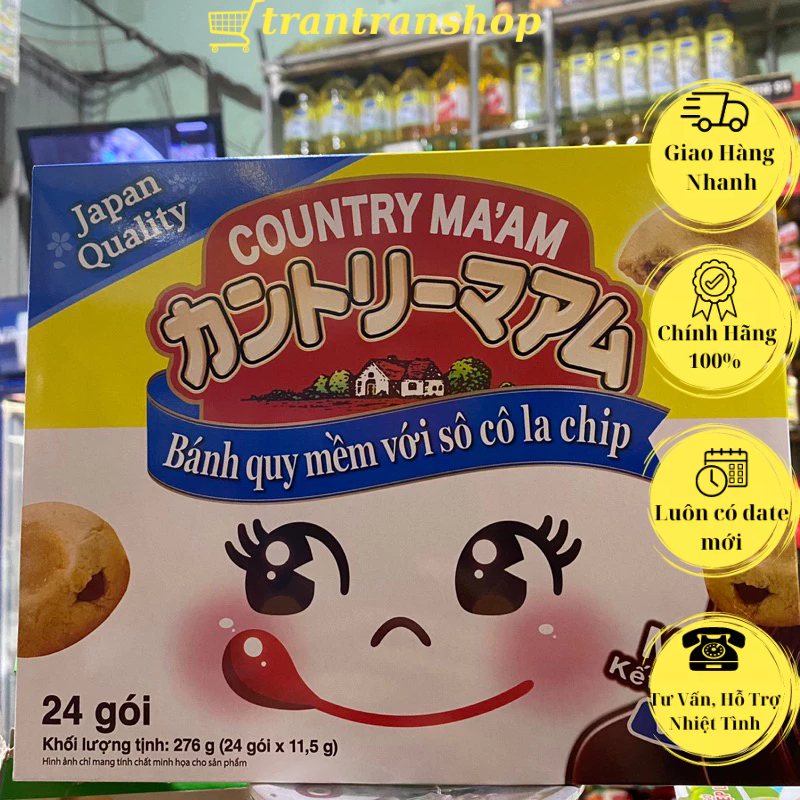 trantranshop
Japan
Quality
COUNTRY MA'AM
カントリーマアム
Bánh quy mềm với sô cô la chip
24 gói
Khối lượng tịnh: 276 g (24 gói x 11,5 g)
Hình ảnh chỉ mang tính chất minh họa cho sản phẩm
Giao Hàng
Nhanh
Chính Hãng
100%
Luôn có date
mới
Tư Vấn, Hỗ Trợ
Nhiệt Tình